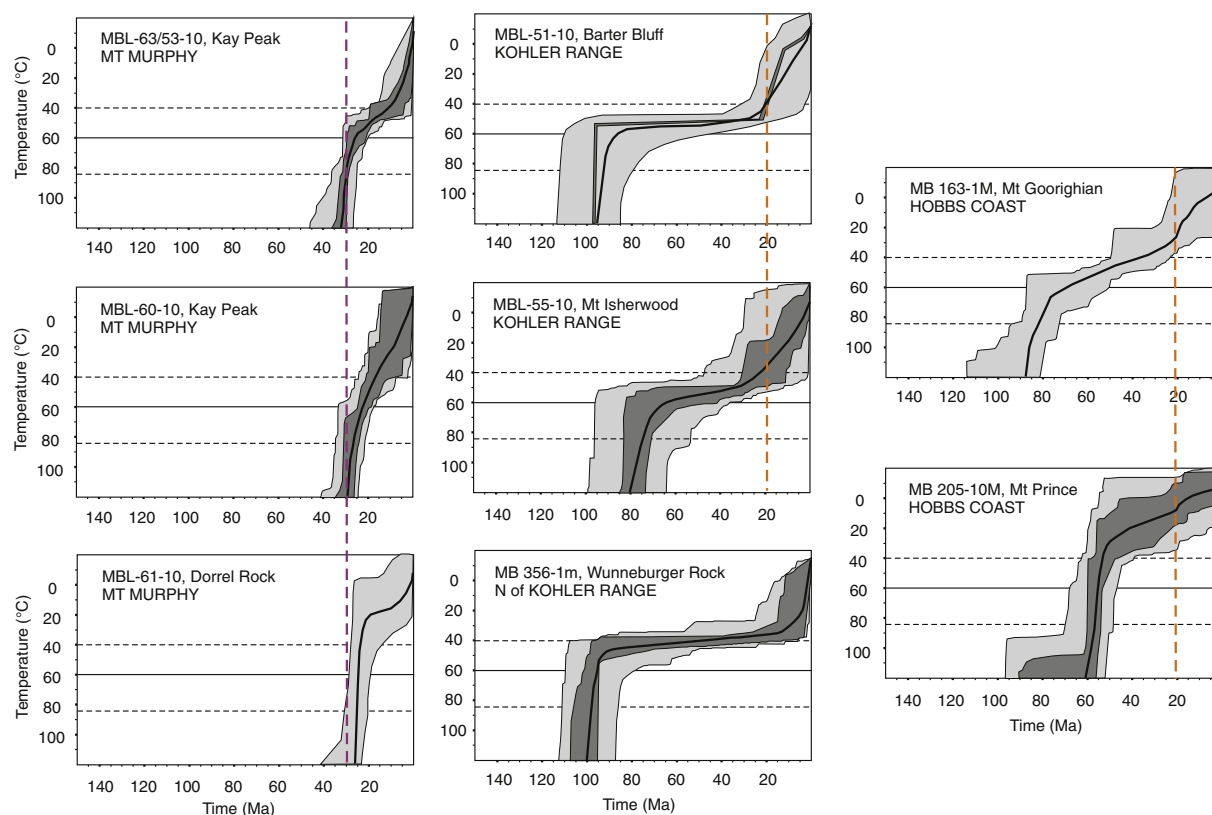 MBL-63/53-10, Kay Peak
MT MURPHY
Temperature (°C)
0
20
40
60
80
100
140 120 100 80 60 40 20
MBL-60-10, Kay Peak
MT MURPHY
Temperature (°C)
0
20
40
60
80
100
140 120 100 80 60 40 20
MBL-61-10, Dorrel Rock
MT MURPHY
Temperature (°C)
0
20
40
60
80
100
140 120 100 80 60 40 20
Time (Ma)
MBL-51-10, Barter Bluff
KOHLER RANGE
0
20
40
60
80
100
140 120 100 80 60 40 20
MBL-55-10, Mt Isherwood
KOHLER RANGE
0
20
40
60
80
100
140 120 100 80 60 40 20
MB 356-1m, Wunneburger Rock
N of KOHLER RANGE
0
20
40
60
80
100
140 120 100 80 60 40 20
Time (Ma)
MB 163-1M, Mt Goorighian
HOBBS COAST
0
20
40
60
80
100
140 120 100 80 60 40 20
MB 205-10M, Mt Prince
HOBBS COAST
0
20
40
60
80
100
140 120 100 80 60 40 20
Time (Ma)